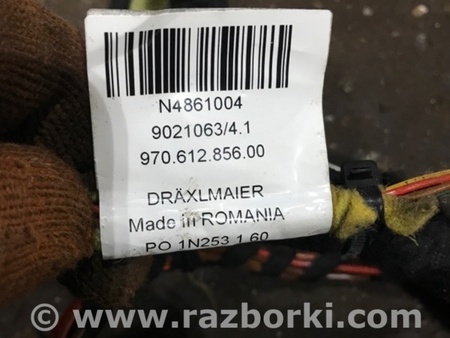 N4861004
9021063/4.1
970.612.856.00
DRÄXLMAIER
Made in ROMANIA
PO 1N253 1.60
© www.razborki.com